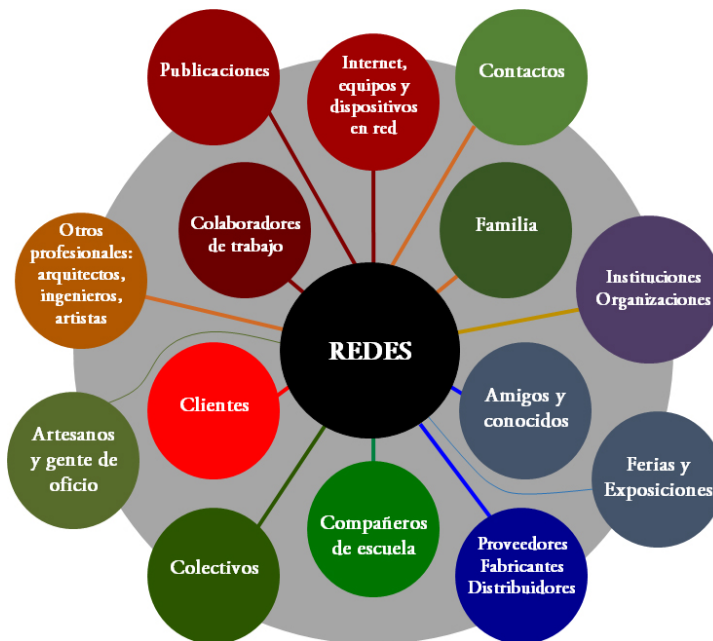 Publicaciones
Internet,
equipos y
dispositivos
en red
Contactos
Colaboradores
de trabajo
Familia
Otros
profesionales:
arquitectos,
ingenieros,
artistas
Instituciones
Organizaciones
REDES
Clientes
Amigos y
conocidos
Artesanos
y gente de
oficio
Ferias y
Exposiciones
Compañeros
de escuela
Colectivos
Proveedores
Fabricantes
Distribuidores